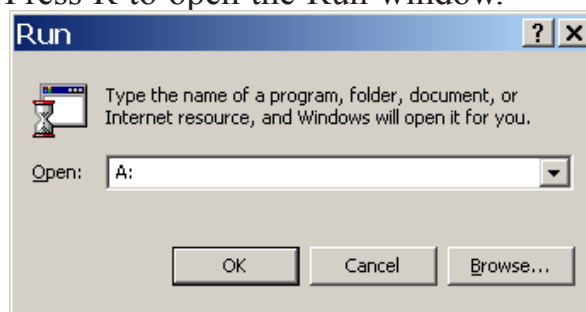 Press R to open the Run window.
Run
Type the name of a program, folder, document, or
Internet resource, and Windows will open it for you.
Open: A:
OK Cancel Browse...